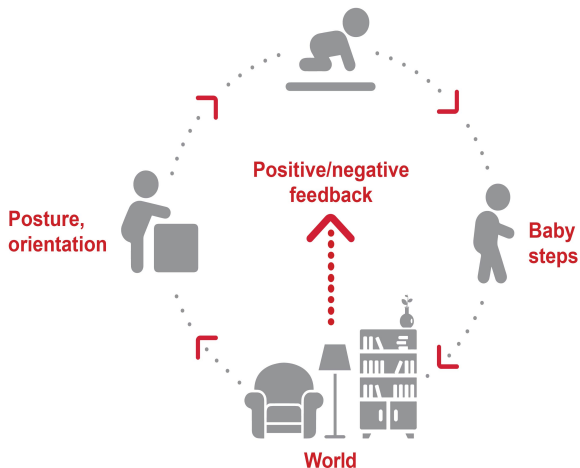 Positive/negative
feedback
Posture,
orientation
Baby
steps
World